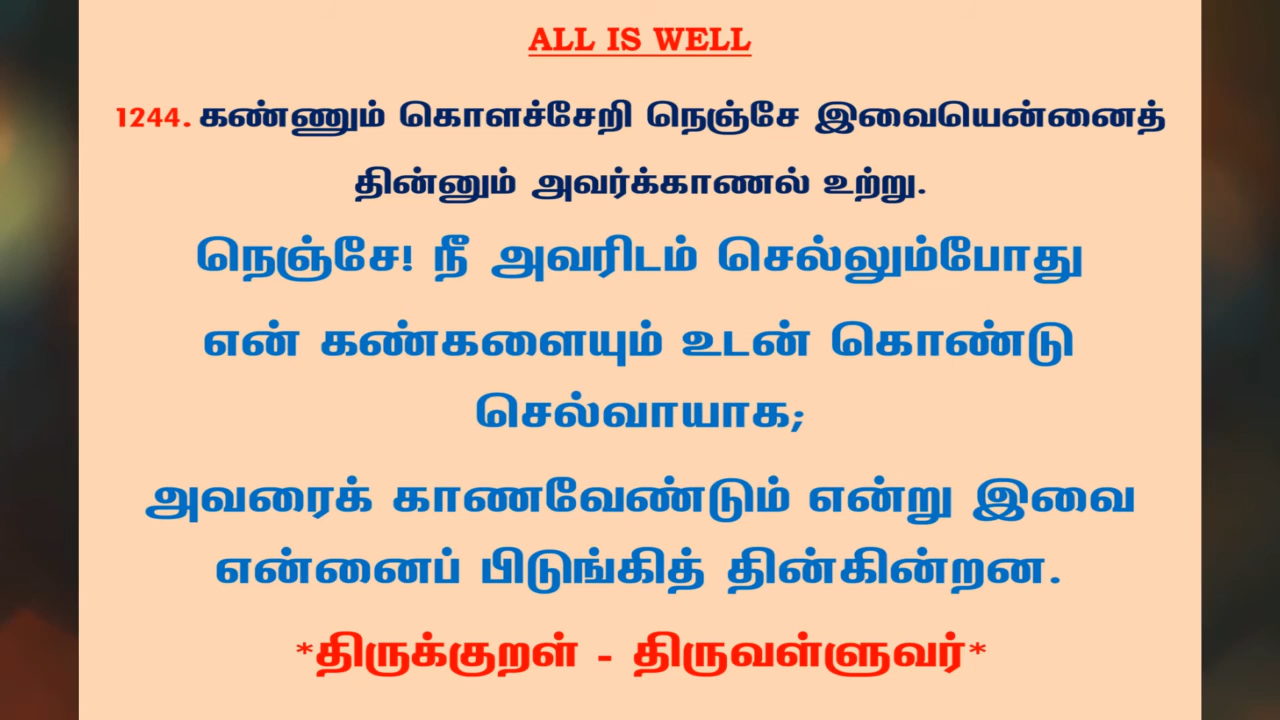 ALL IS WELL
1244. கண்ணும் கொளச்சேறி நெஞ்சே இவையென்னைத்
தின்னும் அவர்க்காணல் உற்று.
நெஞ்சே! நீ அவரிடம் செல்லும்போது
என் கண்களையும் உடன் கொண்டு
செல்வாயாக;
அவரைக் காணவேண்டும் என்று இவை
என்னைப் பிடுங்கித் தின்கின்றன.
*திருக்குறள் - திருவள்ளுவர்*